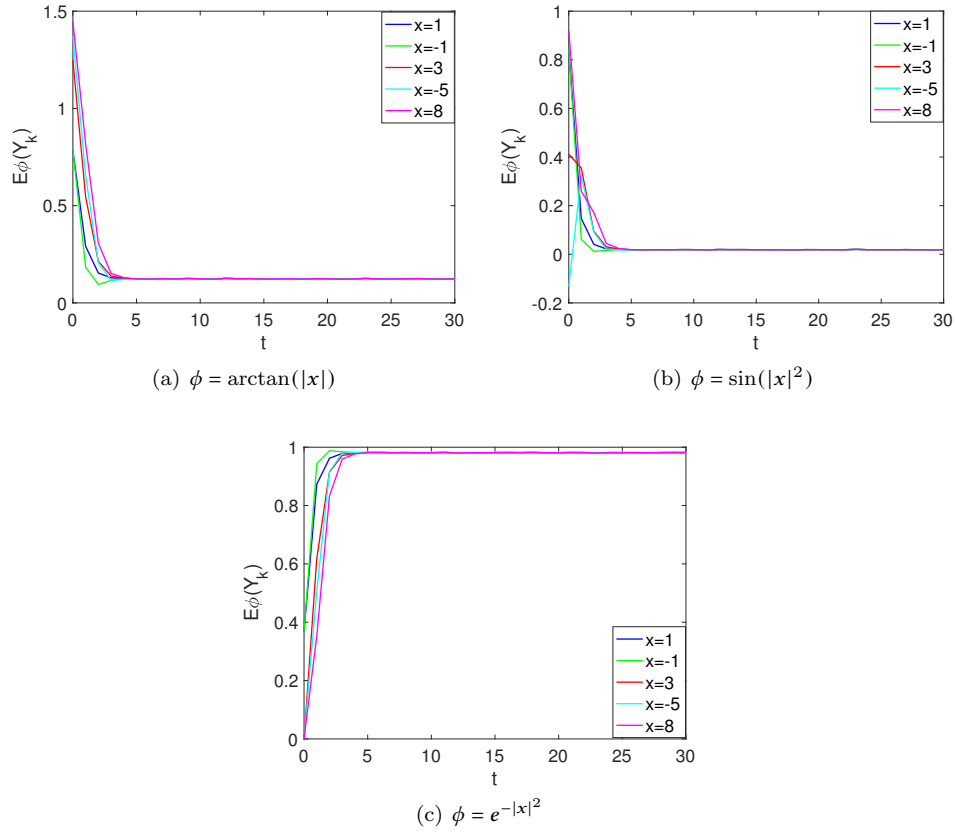 1.5
1
0.5
0
Eϕ(Y_k)
0 5 10 15 20 25 30
t
x=1
x=-1
x=3
x=-5
x=8
(a) ϕ = arctan(|x|)
1
0.8
0.6
0.4
0.2
0
-0.2
Eϕ(Y_k)
0 5 10 15 20 25 30
t
x=1
x=-1
x=3
x=-5
x=8
(b) ϕ = sin(|x|²)
1
0.8
0.6
0.4
0.2
0
Eϕ(Y_k)
0 5 10 15 20 25 30
t
x=1
x=-1
x=3
x=-5
x=8
(c) ϕ = e^{-|x|²}